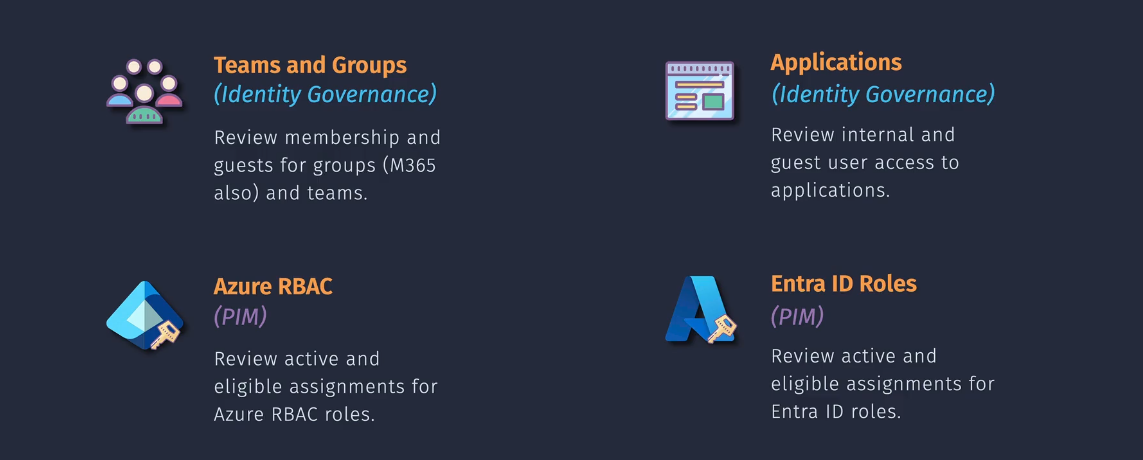 Teams and Groups
(Identity Governance)
Review membership and
guests for groups (M365
also) and teams.
Applications
(Identity Governance)
Review internal and
guest user access to
applications.
Azure RBAC
(PIM)
Review active and
eligible assignments for
Azure RBAC roles.
Entra ID Roles
(PIM)
Review active and
eligible assignments for
Entra ID roles.